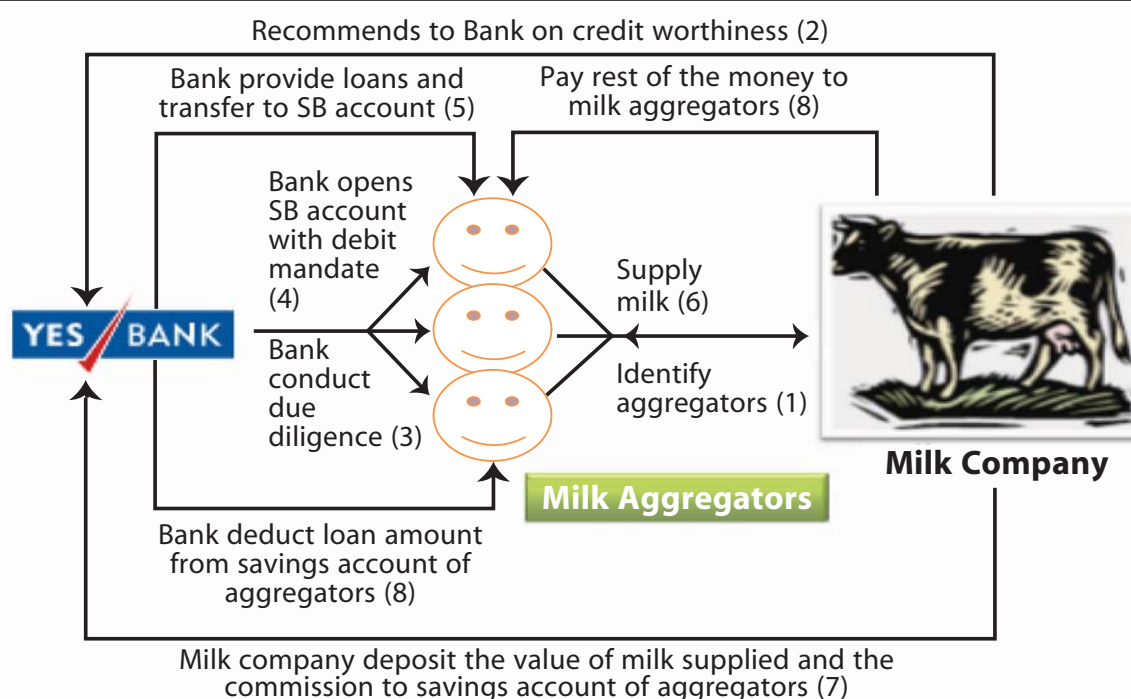 Recommends to Bank on credit worthiness (2)
Bank provide loans and
transfer to SB account (5)
Pay rest of the money to
milk aggregators (8)
Bank opens
SB account
with debit
mandate
(4)
Supply
milk (6)
YES BANK
Bank
conduct
due
diligence (3)
Identify
aggregators (1)
Milk Company
Milk Aggregators
Bank deduct loan amount
from savings account of
aggregators (8)
Milk company deposit the value of milk supplied and the
commission to savings account of aggregators (7)